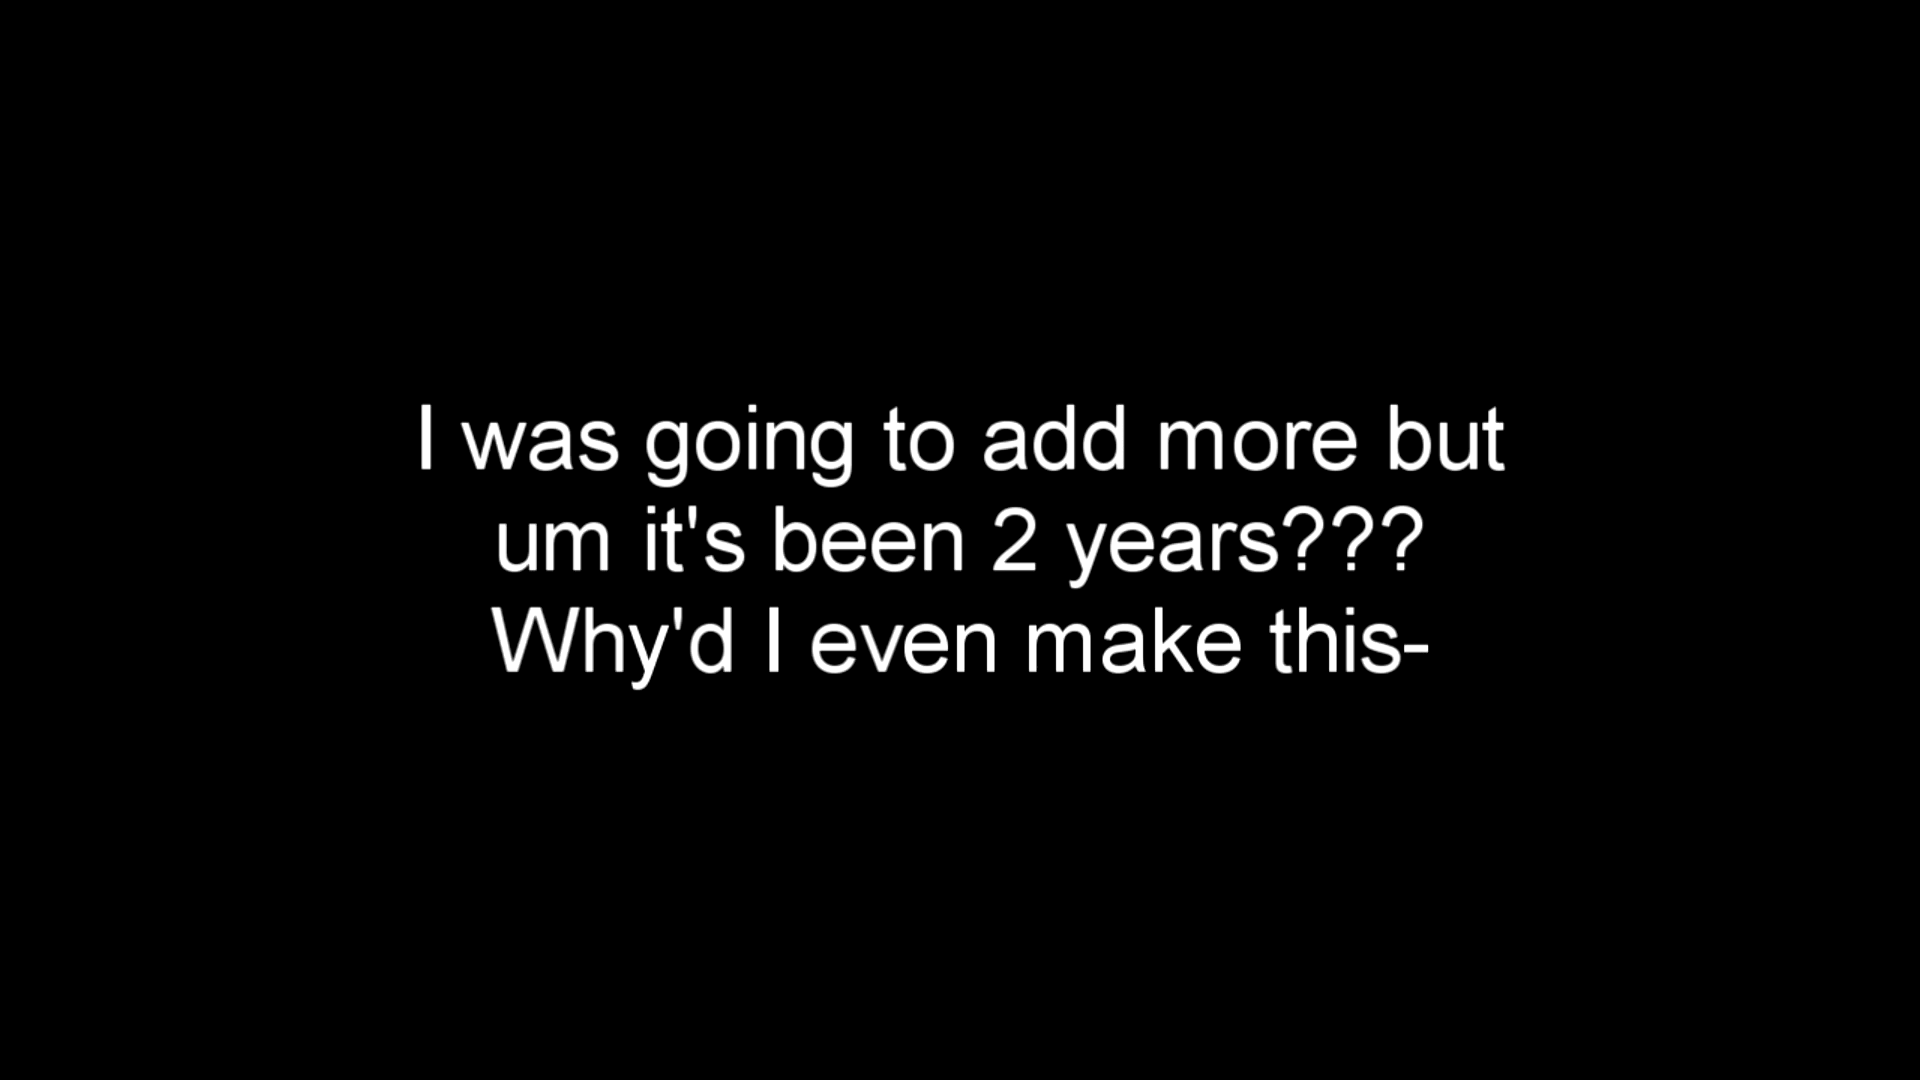 I was going to add more but
um it's been 2 years???
Why'd I even make this-